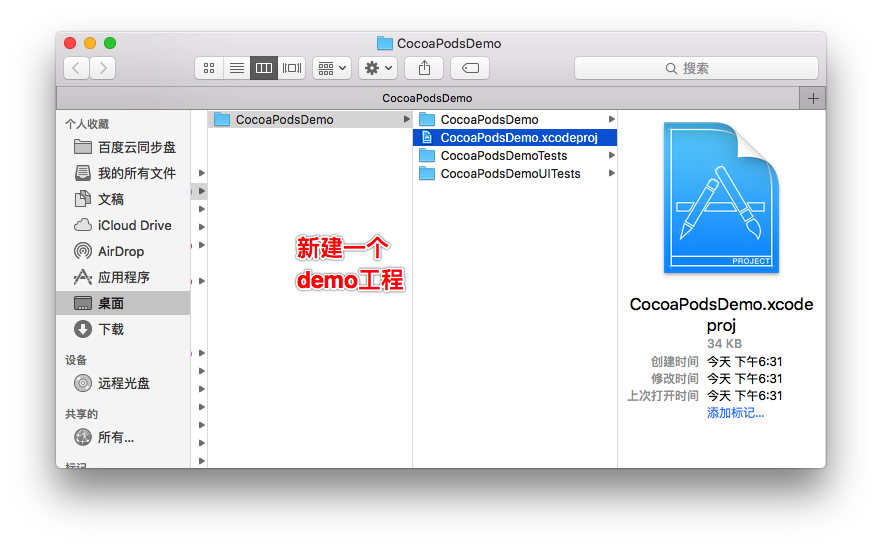 CocoaPodsDemo
搜索
CocoaPodsDemo
个人收藏
百度云同步盘
我的所有文件
文稿
iCloud Drive
AirDrop
应用程序
桌面
下载
设备
远程光盘
共享的
所有...
标记
CocoaPodsDemo
新建一个
demo工程
CocoaPodsDemo
CocoaPodsDemo.xcodeproj
CocoaPodsDemoTests
CocoaPodsDemoUITests
PROJECT
CocoaPodsDemo.xcode
proj
34 KB
创建时间 今天 下午6:31
修改时间 今天 下午6:31
上次打开时间 今天 下午6:31
添加标记...